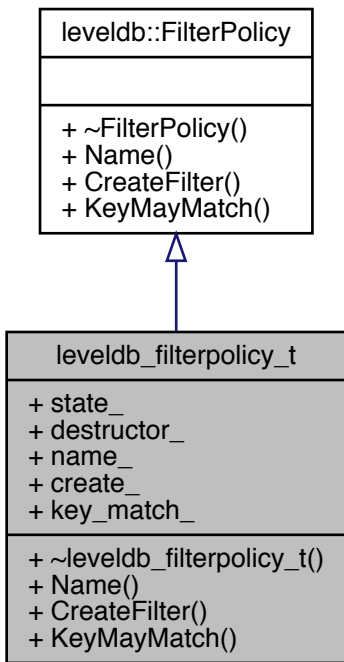 leveldb::FilterPolicy
+ ~FilterPolicy()
+ Name()
+ CreateFilter()
+ KeyMayMatch()
leveldb_filterpolicy_t
+ state_
+ destructor_
+ name_
+ create_
+ key_match_
+ ~leveldb_filterpolicy_t()
+ Name()
+ CreateFilter()
+ KeyMayMatch()